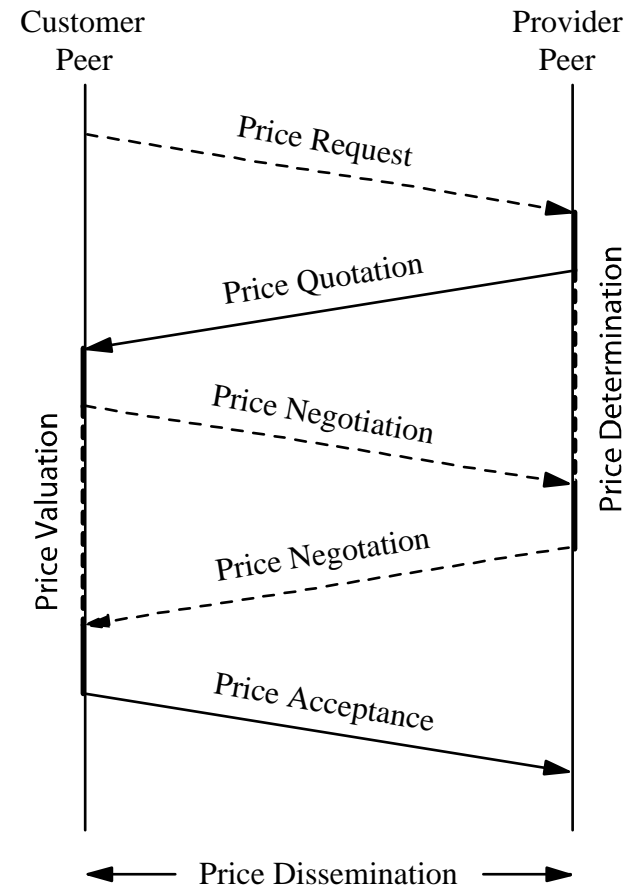 Customer
Peer
Provider
Peer
Price Request
Price Quotation
Price Negotiation
Price Negotation
Price Acceptance
Price Valuation
Price Determination
Price Dissemination